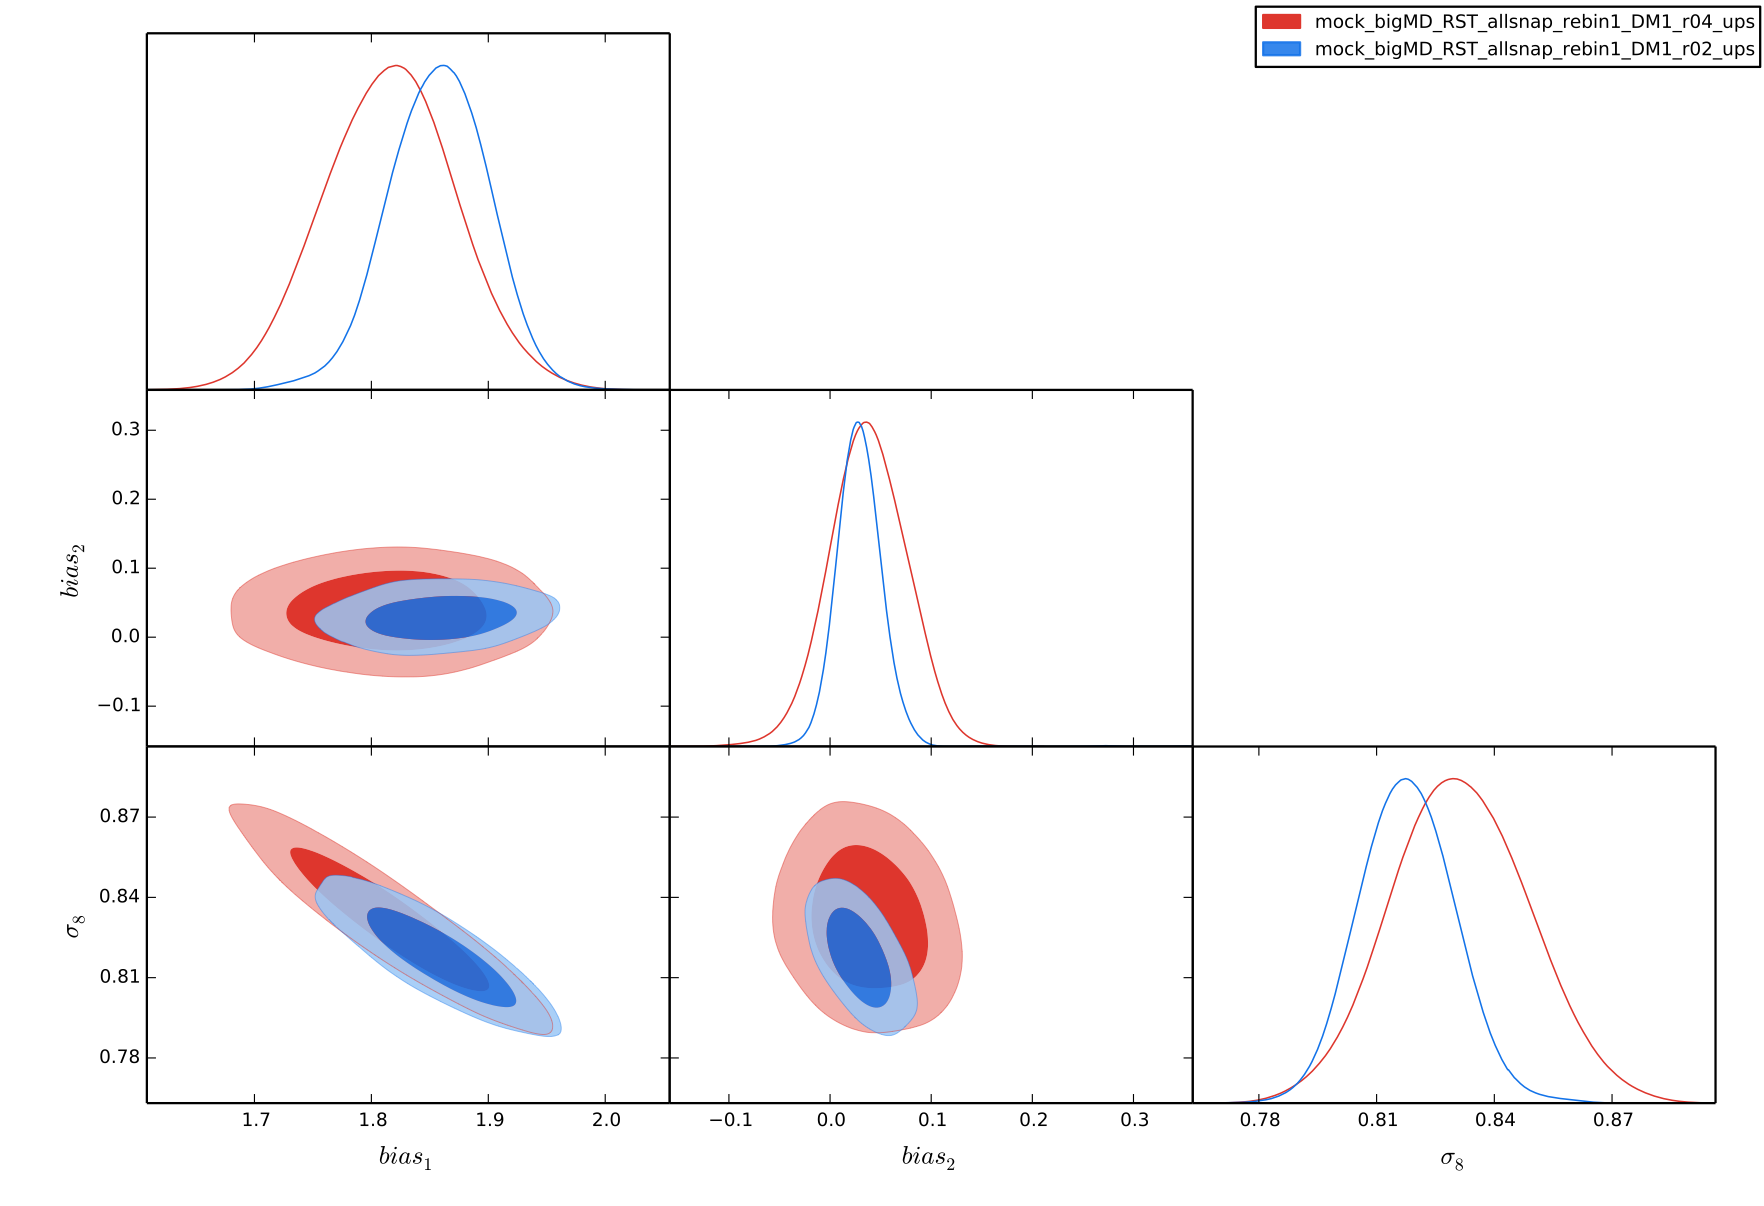 mock_bigMD_RST_allsnap_rebin1_DM1_r04_ups
mock_bigMD_RST_allsnap_rebin1_DM1_r02_ups
0.3
0.2
0.1
0.0
−0.1
bias₂
0.87
0.84
0.81
0.78
σ₈
1.7 1.8 1.9 2.0
−0.1 0.0 0.1 0.2 0.3
0.78 0.81 0.84 0.87
bias₁
bias₂
σ₈